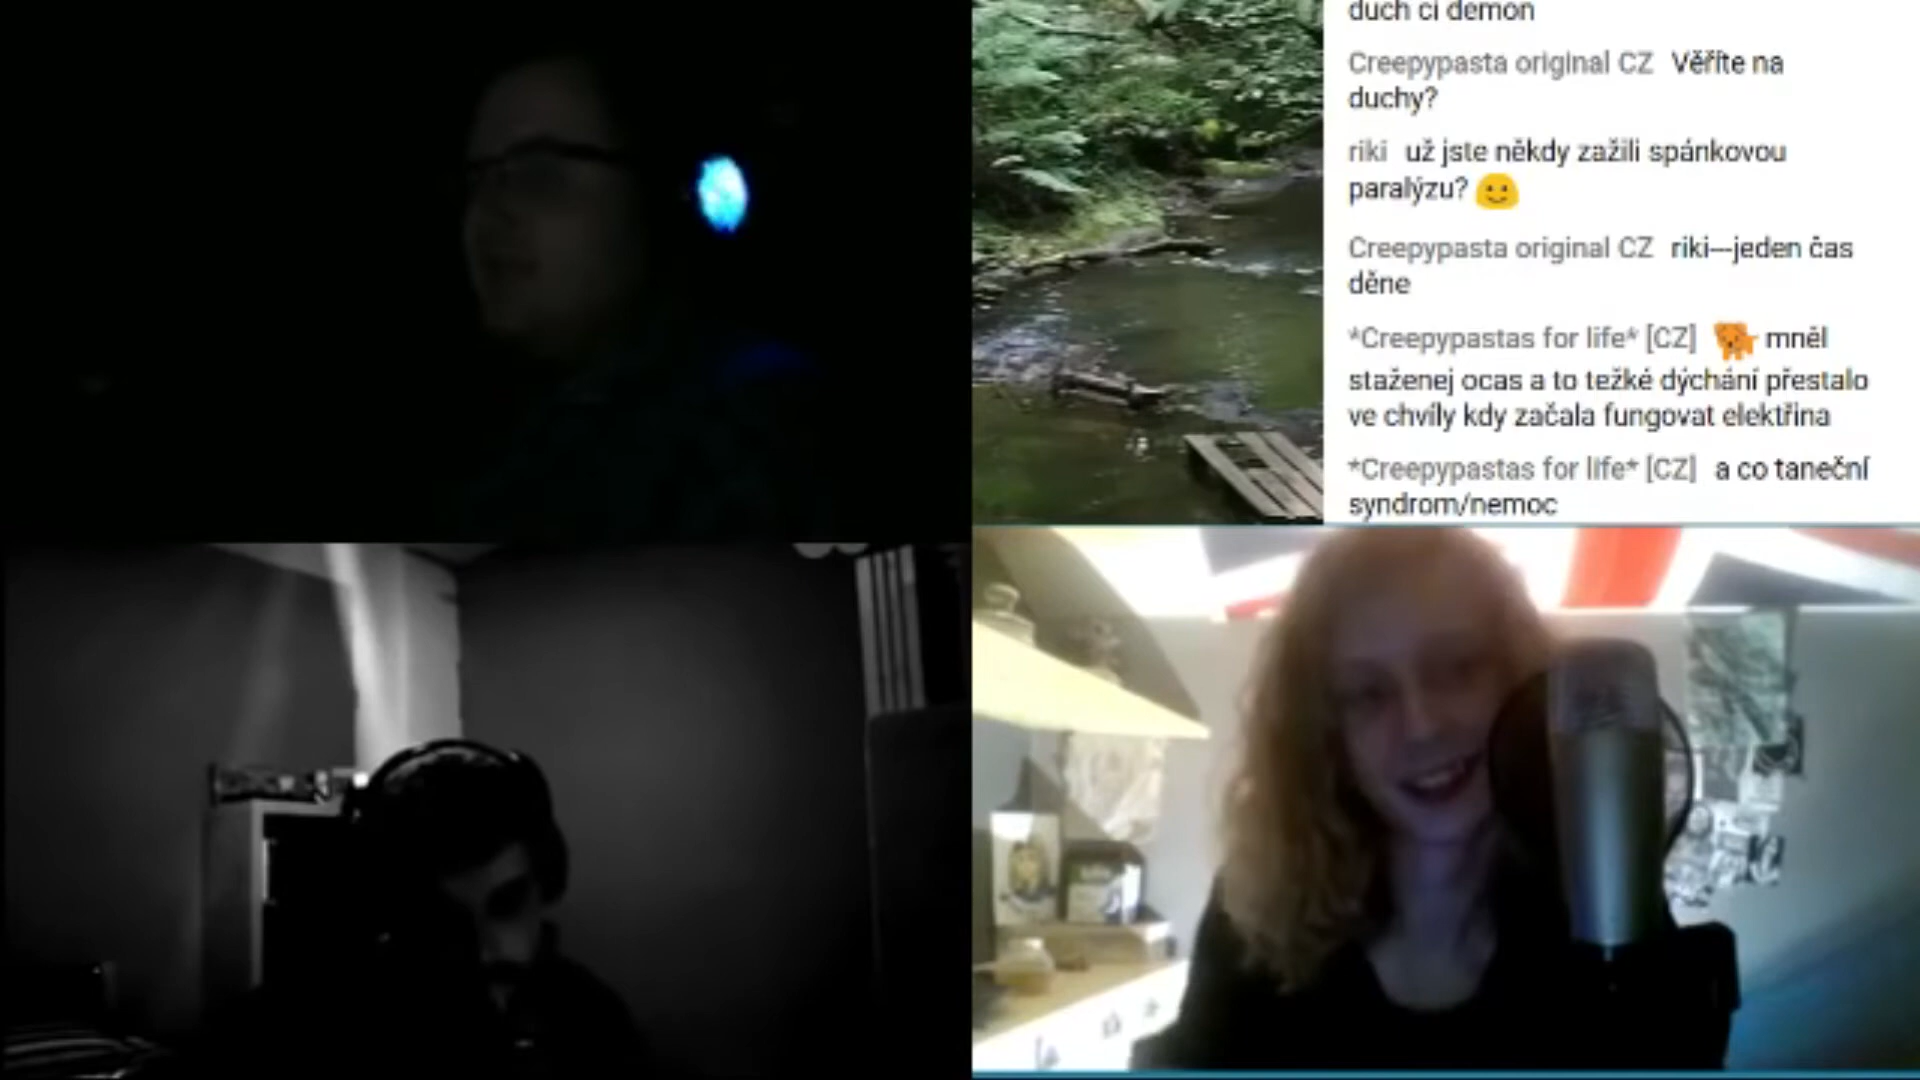 duch ci démon
Creepypasta original CZ Věříte na
duchy?
riki už jste někdy zažili spánkovou
paralýzu? 🙂
Creepypasta original CZ riki---jeden čas
děne
*Creepypastas for life* [CZ] 🐕 mněl
staženej ocas a to težké dýchání přestalo
ve chvíly kdy začala fungovat elektřina
*Creepypastas for life* [CZ] a co taneční
syndrom/nemoc